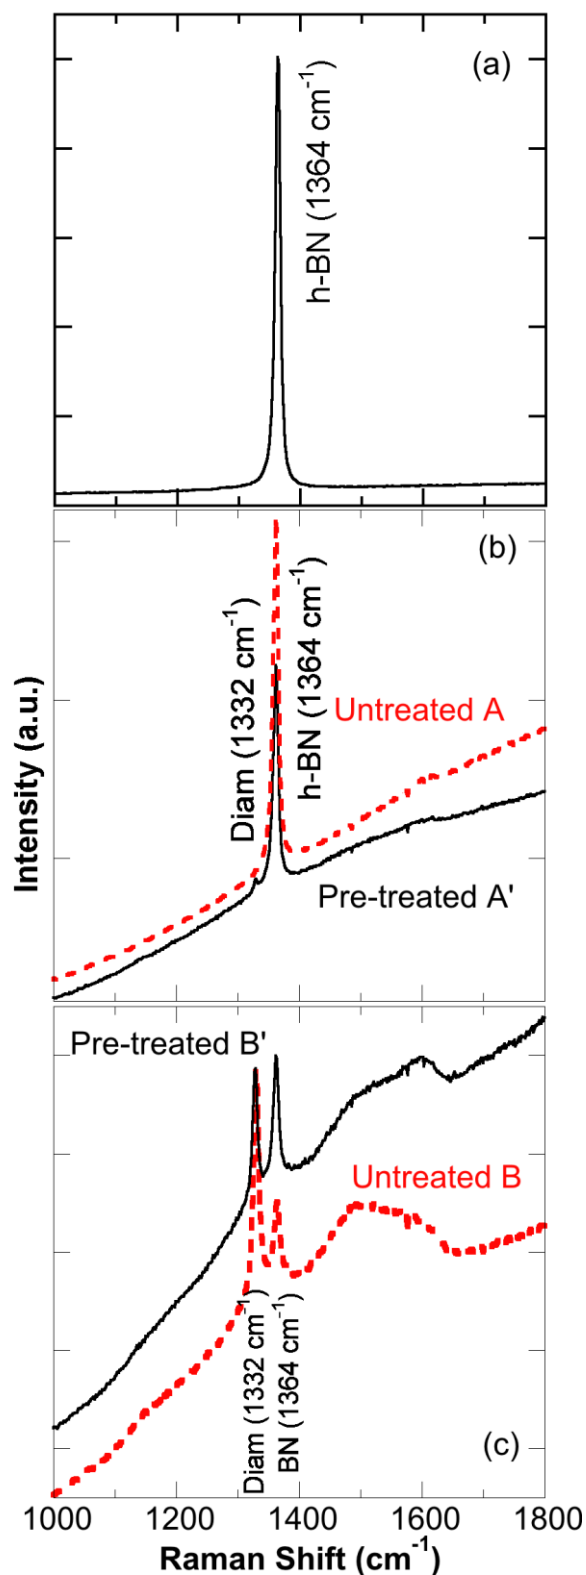 (a)
h-BN (1364 cm⁻¹)
(b)
Diam (1332 cm⁻¹)
h-BN (1364 cm⁻¹)
Untreated A
Pre-treated A'
Intensity (a.u.)
Pre-treated B'
Untreated B
Diam (1332 cm⁻¹)
BN (1364 cm⁻¹)
(c)
1000 1200 1400 1600 1800
Raman Shift (cm⁻¹)